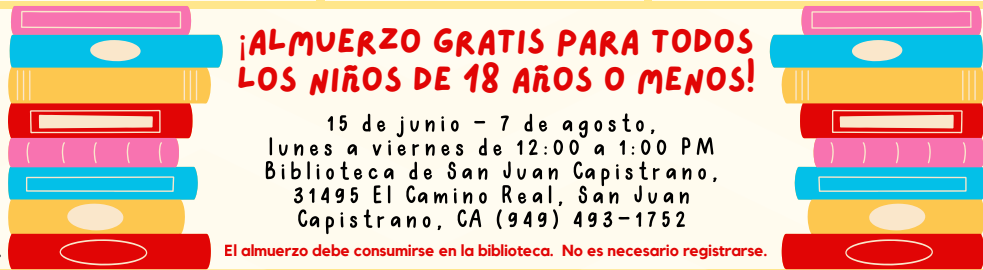 ¡ALMUERZO GRATIS PARA TODOS
LOS NIÑOS DE 18 AÑOS O MENOS!
15 de junio – 7 de agosto,
lunes a viernes de 12:00 a 1:00 PM
Biblioteca de San Juan Capistrano,
31495 El Camino Real, San Juan
Capistrano, CA (949) 493-1752
El almuerzo debe consumirse en la biblioteca. No es necesario registrarse.